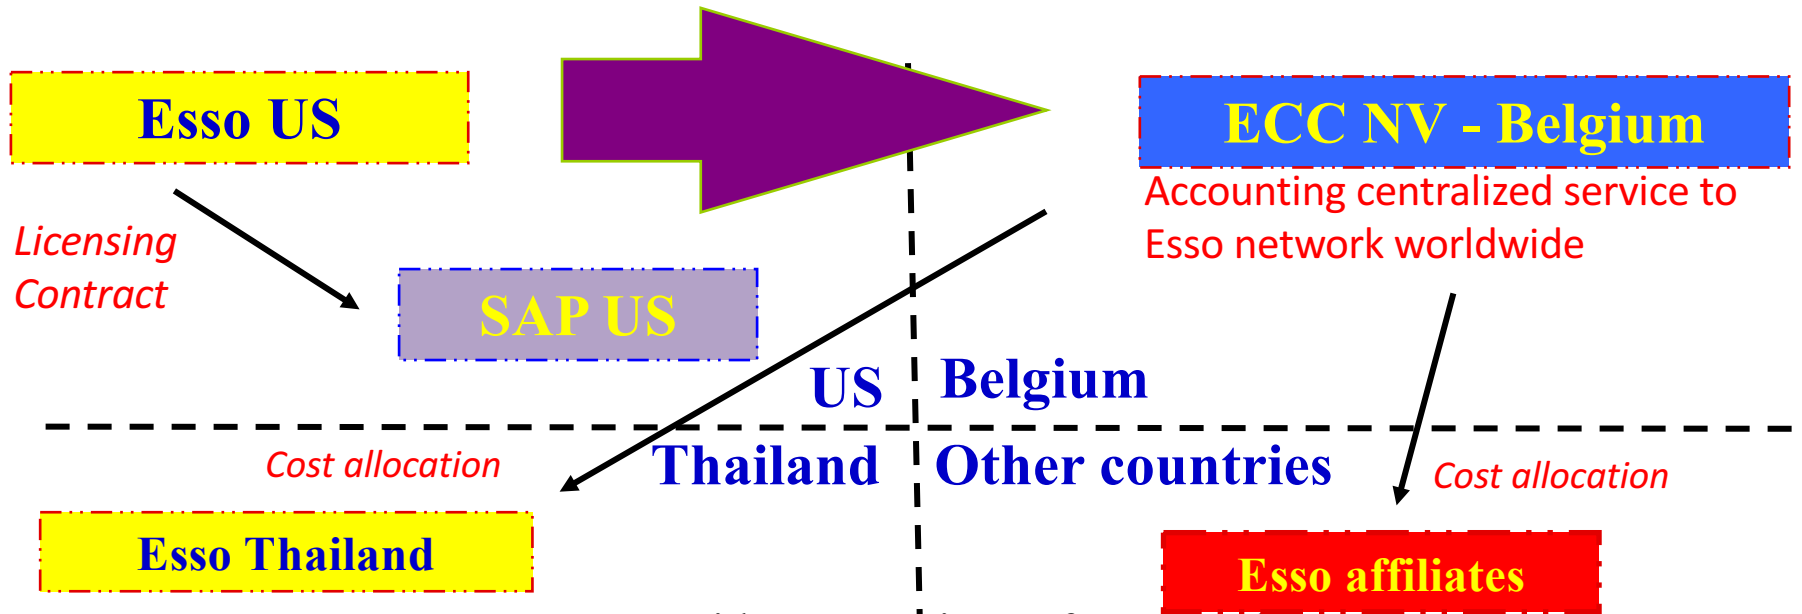 Esso US
ECC NV - Belgium
Accounting centralized service to
Esso network worldwide
Licensing
Contract
SAP US
US
Belgium
Cost allocation
Thailand
Other countries
Cost allocation
Esso Thailand
Esso affiliates